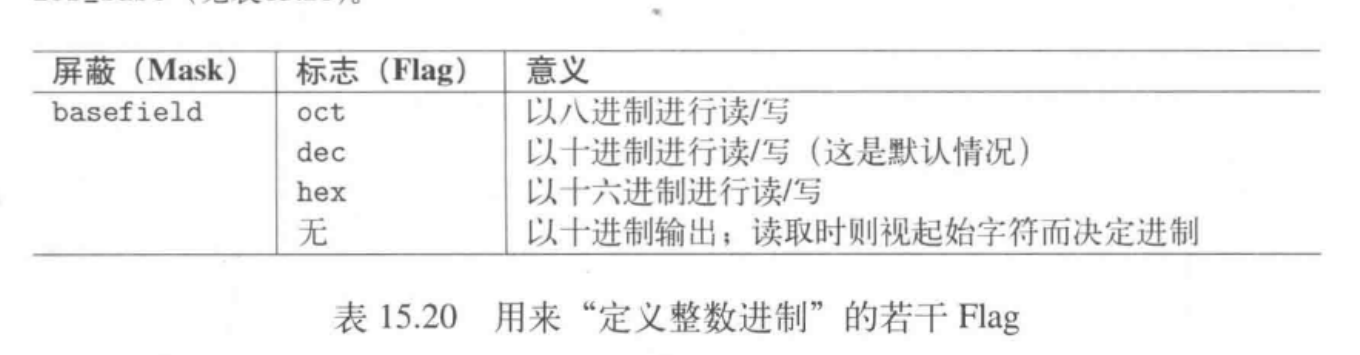 屏蔽（Mask） 标志（Flag） 意义
basefield oct 以八进制进行读/写
dec 以十进制进行读/写（这是默认情况）
hex 以十六进制进行读/写
无 以十进制输出；读取时则视起始字符而决定进制
表 15.20 用来“定义整数进制”的若干 Flag